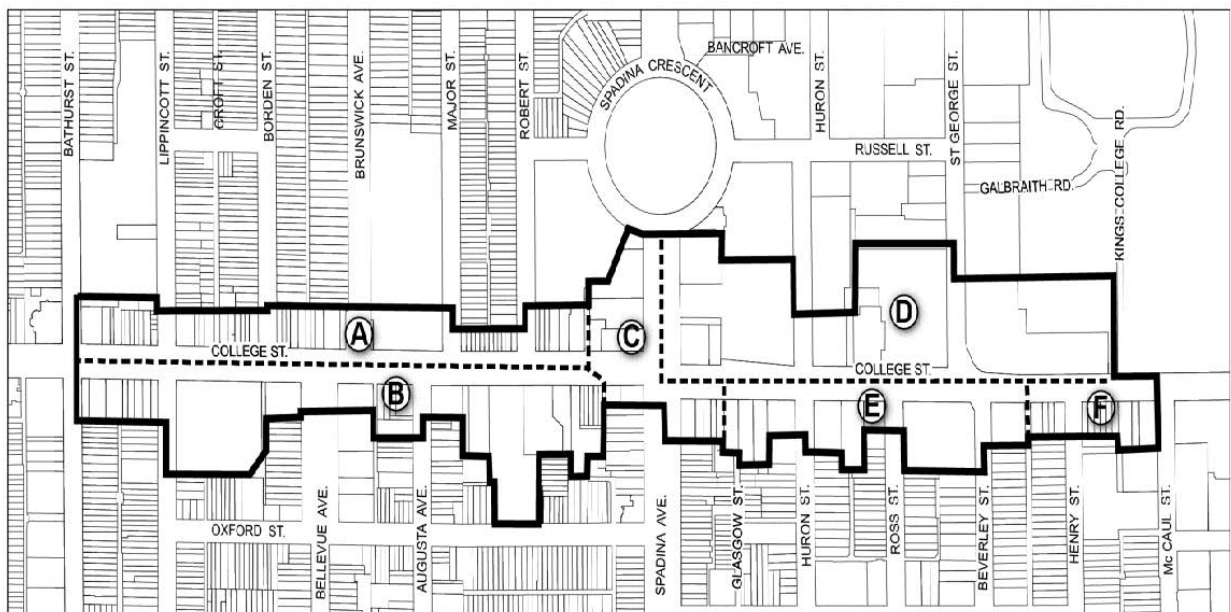 BATHURST ST.
LIPPINCOTT ST.
CROFT ST.
BORDEN ST.
BRUNSWICK AVE.
MAJOR ST.
ROBERT ST.
SPADINA CRESCENT
BANCROFT AVE.
HURON ST.
RUSSELL ST.
ST GEORGE ST.
GALBRAITH RD.
KINGS COLLEGE RD.
A
COLLEGE ST.
B
C
D
COLLEGE ST.
E
F
OXFORD ST.
BELLEVUE AVE.
AUGUSTA AVE.
SPADINA AVE.
GLASGOW ST.
HURON ST.
ROSS ST.
BEVERLEY ST.
HENRY ST.
Mc CAUL ST.